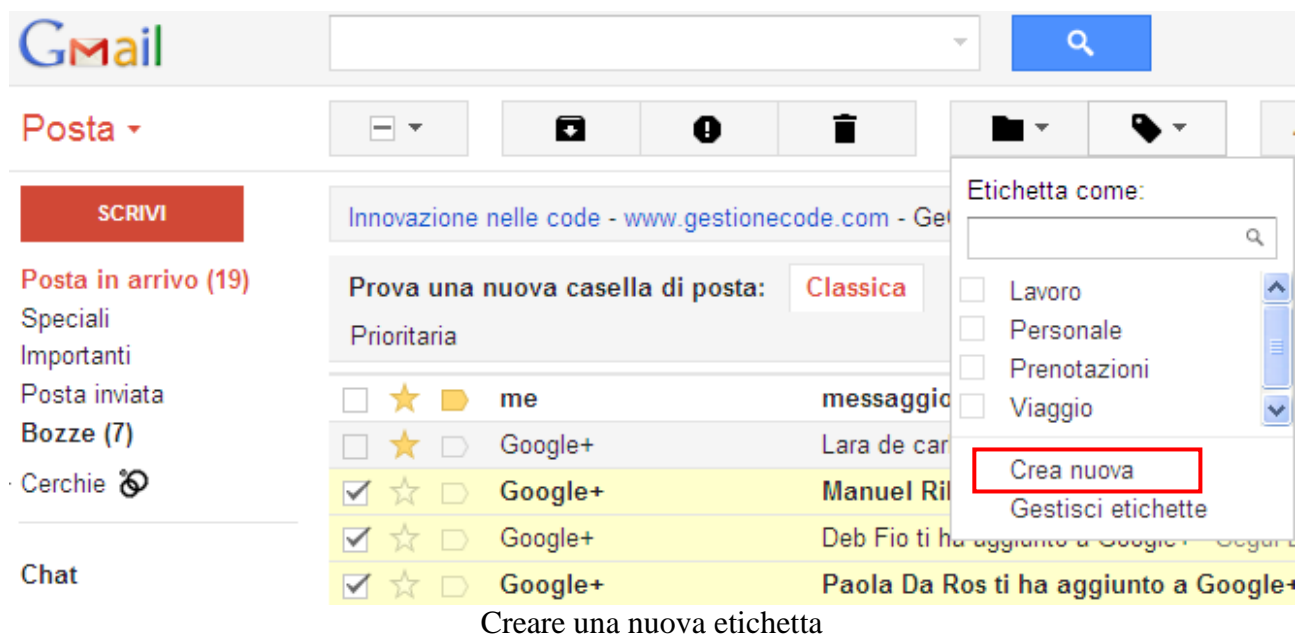 Gmail
Posta
SCRIVI
Posta in arrivo (19)
Speciali
Importanti
Posta inviata
Bozze (7)
Cerchie
Chat
Innovazione nelle code - www.gestionecode.com - Ge
Prova una nuova casella di posta: Classica
Prioritaria
me messaggio
Google+ Lara de car
Google+ Manuel Ril
Google+ Deb Fio ti ha aggiunto a Google+
Google+ Paola Da Ros ti ha aggiunto a Google+
Etichetta come:
Lavoro
Personale
Prenotazioni
Viaggio
Crea nuova
Gestisci etichette
Creare una nuova etichetta